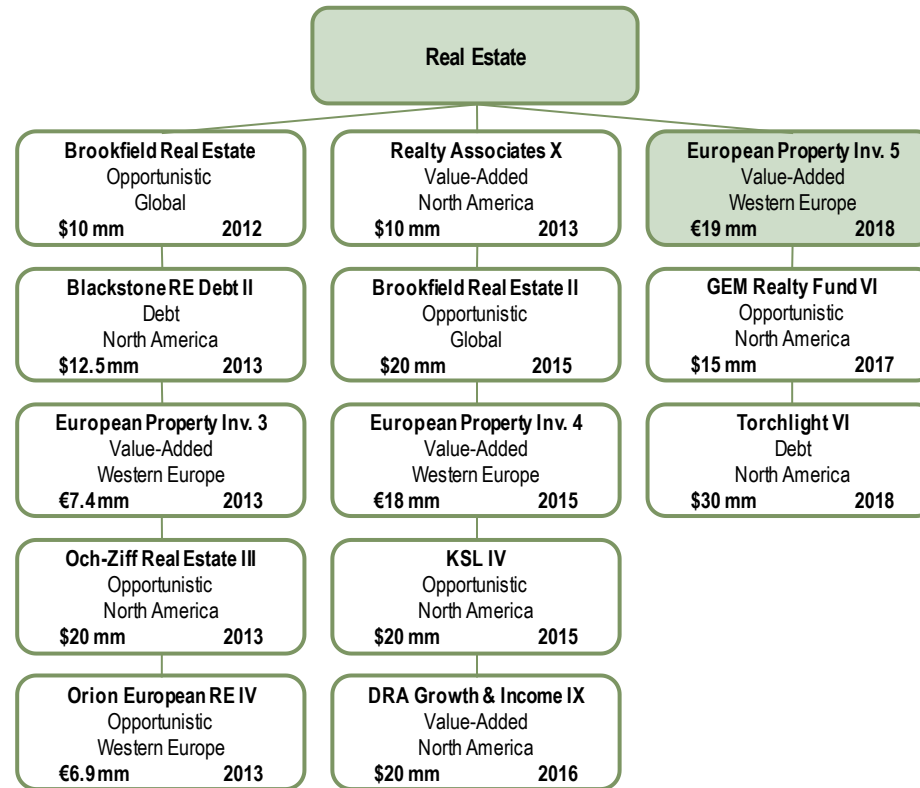 Real Estate
Brookfield Real Estate
Opportunistic
Global
$10 mm 2012
Blackstone RE Debt II
Debt
North America
$12.5 mm 2013
European Property Inv. 3
Value-Added
Western Europe
€7.4 mm 2013
Och-Ziff Real Estate III
Opportunistic
North America
$20 mm 2013
Orion European RE IV
Opportunistic
Western Europe
€6.9 mm 2013
Realty Associates X
Value-Added
North America
$10 mm 2013
Brookfield Real Estate II
Opportunistic
Global
$20 mm 2015
European Property Inv. 4
Value-Added
Western Europe
€18 mm 2015
KSL IV
Opportunistic
North America
$20 mm 2015
DRA Growth & Income IX
Value-Added
North America
$20 mm 2016
European Property Inv. 5
Value-Added
Western Europe
€19 mm 2018
GEM Realty Fund VI
Opportunistic
North America
$15 mm 2017
Torchlight VI
Debt
North America
$30 mm 2018